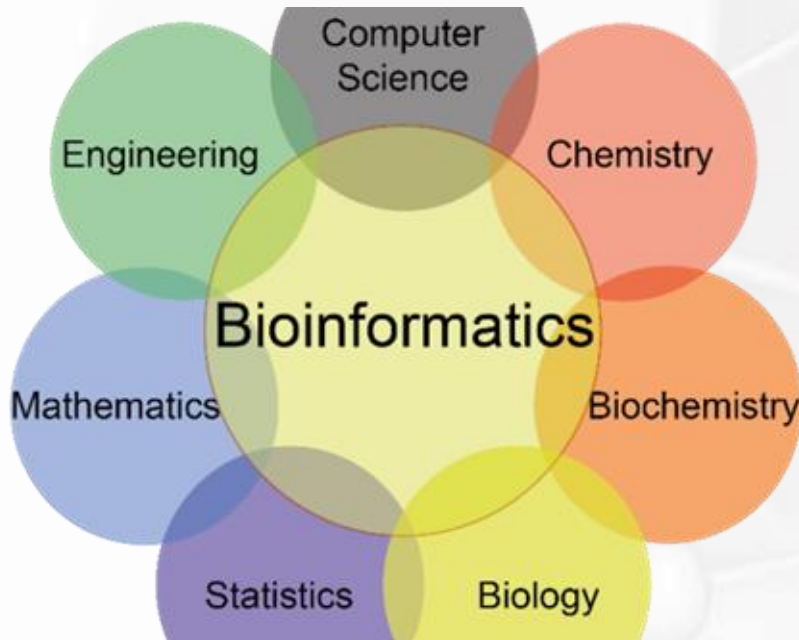 Computer
Science
Engineering
Chemistry
Bioinformatics
Mathematics
Biochemistry
Statistics
Biology